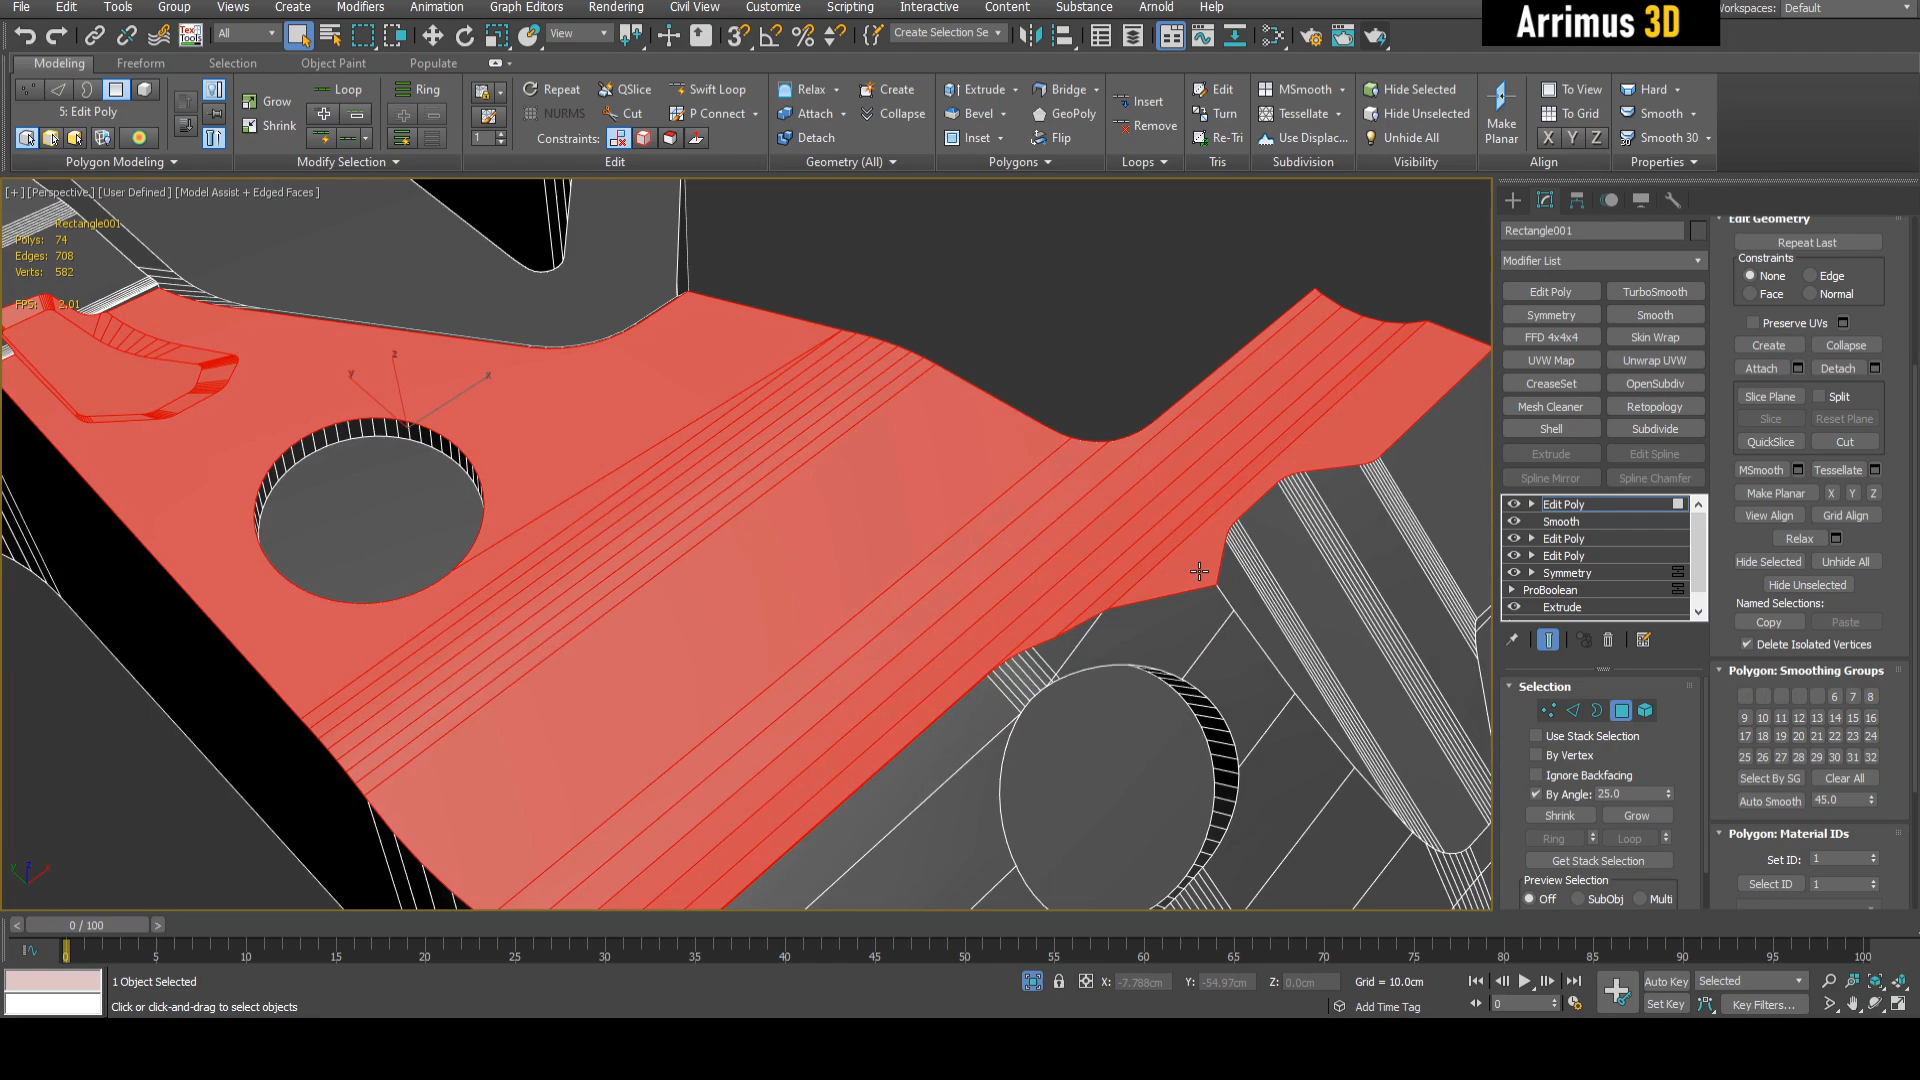 File Edit Tools Group Views Create Modifiers Animation Graph Editors Rendering Civil View Customize Scripting Interactive Content Substance Arnold Help
Workspaces: Default
Arrimus 3D
All
View
Create Selection Se
Modeling Freeform Selection Object Paint Populate
5: Edit Poly
Polygon Modeling
Grow
Shrink
Loop
Ring
Modify Selection
1
Repeat QSlice Swift Loop
NURMS Cut P Connect
Constraints:
Edit
Relax Create
Attach Collapse
Detach
Geometry (All)
Extrude Bridge
Bevel GeoPoly
Inset Flip
Polygons
Insert
Remove
Loops
Edit
Turn
Re-Tri
Tris
MSmooth
Tessellate
Use Displac...
Subdivision
Hide Selected
Hide Unselected
Unhide All
Visibility
Make
Planar
To View
To Grid
X Y Z
Align
Hard
Smooth
Smooth 30
Properties
[+] [Perspective] [User Defined] [Model Assist + Edged Faces]
Rectangle001
Polys: 74
Edges: 708
Verts: 582
FPS: 2.01
z
y
x
Rectangle001
Modifier List
Edit Poly TurboSmooth
Symmetry Smooth
FFD 4x4x4 Skin Wrap
UVW Map Unwrap UVW
CreaseSet OpenSubdiv
Mesh Cleaner Retopology
Shell Subdivide
Extrude Edit Spline
Spline Mirror Spline Chamfer
Edit Poly
Smooth
Edit Poly
Edit Poly
Symmetry
ProBoolean
Extrude
Selection
Use Stack Selection
By Vertex
Ignore Backfacing
By Angle: 25.0
Shrink Grow
Ring Loop
Get Stack Selection
Preview Selection
Off SubObj Multi
Edit Geometry
Repeat Last
Constraints
None Edge
Face Normal
Preserve UVs
Create Collapse
Attach Detach
Slice Plane Split
Slice Reset Plane
QuickSlice Cut
MSmooth Tessellate
Make Planar X Y Z
View Align Grid Align
Relax
Hide Selected Unhide All
Hide Unselected
Named Selections:
Copy Paste
Delete Isolated Vertices
Polygon: Smoothing Groups
6 7 8
9 10 11 12 13 14 15 16
17 18 19 20 21 22 23 24
25 26 27 28 29 30 31 32
Select By SG Clear All
Auto Smooth 45.0
Polygon: Material IDs
Set ID: 1
Select ID 1
< 0 / 100 >
0 5 10 15 20 25 30 35 40 45 50 55 60 65 70 75 80 85 90 95 100
1 Object Selected
Click or click-and-drag to select objects
X: -7.788cm Y: -54.97cm Z: 0.0cm Grid = 10.0cm
Add Time Tag
0
Auto Key Selected
Set Key Key Filters...